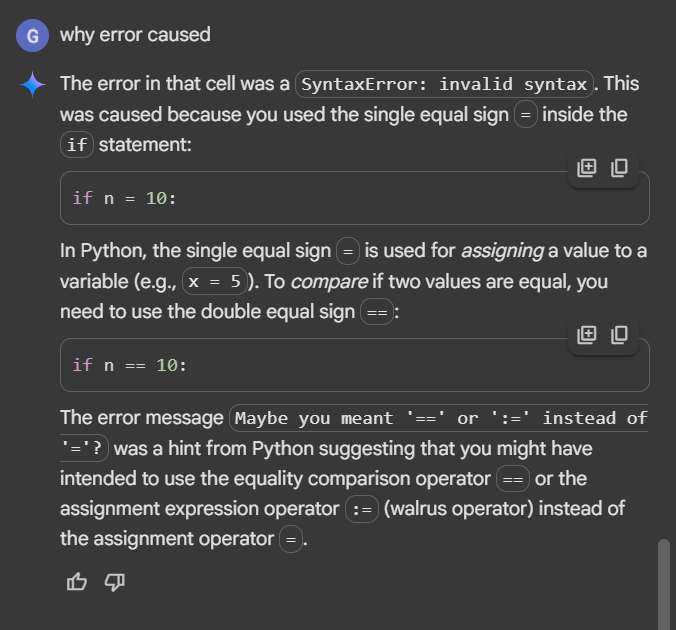 G why error caused
The error in that cell was a SyntaxError: invalid syntax. This
was caused because you used the single equal sign = inside the
if statement:
if n = 10:
In Python, the single equal sign = is used for assigning a value to a
variable (e.g., x = 5). To compare if two values are equal, you
need to use the double equal sign ==:
if n == 10:
The error message Maybe you meant '==' or ':=' instead of
'='? was a hint from Python suggesting that you might have
intended to use the equality comparison operator == or the
assignment expression operator := (walrus operator) instead of
the assignment operator =.